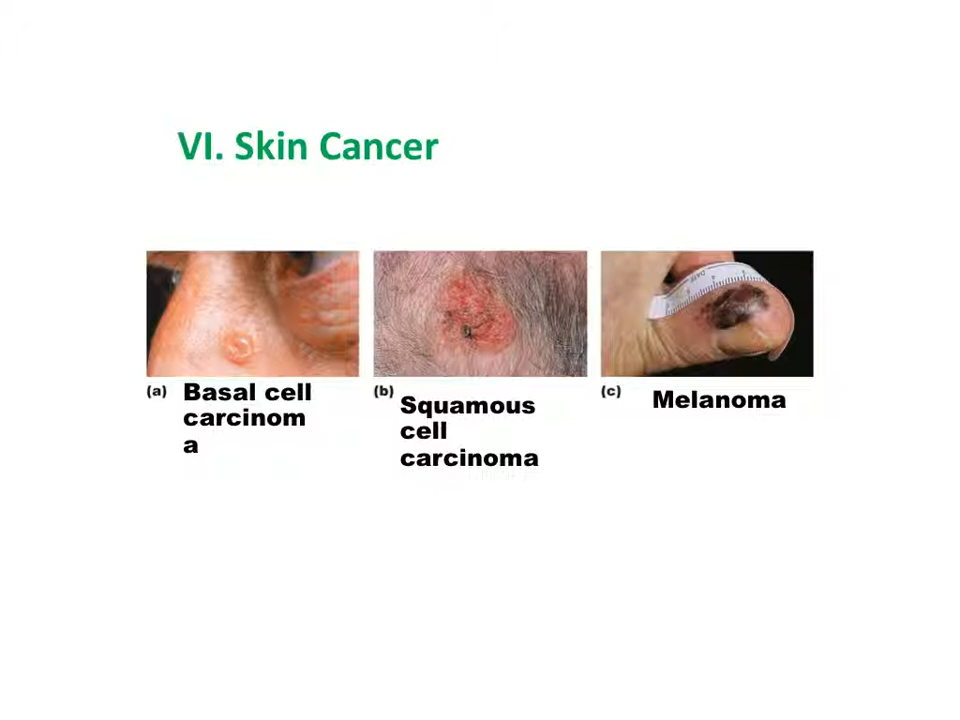 VI. Skin Cancer
(a) Basal cell
carcinom
a
(b) Squamous
cell
carcinoma
(c) Melanoma